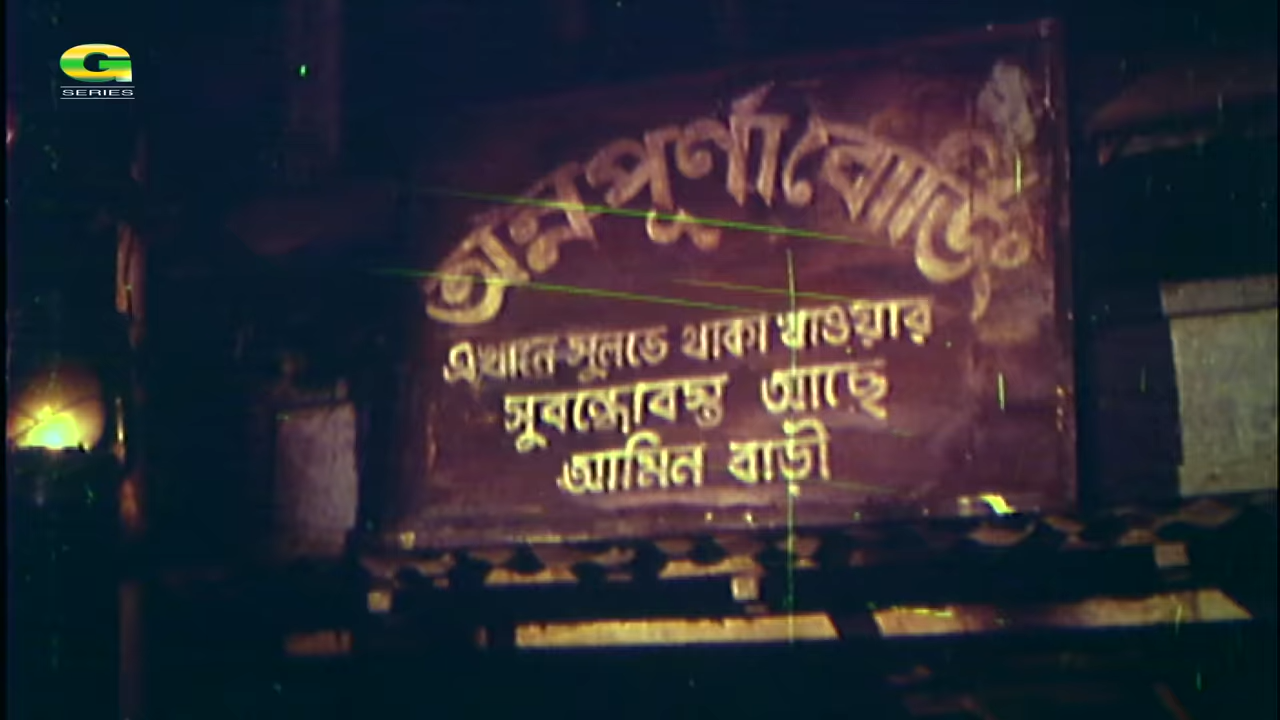 G SERIES
অন্নপূর্ণা বোর্ডিং
এখানে সুলভে থাকা খাওয়ার
সুবন্দোবস্ত আছে
আমিন বাড়ী